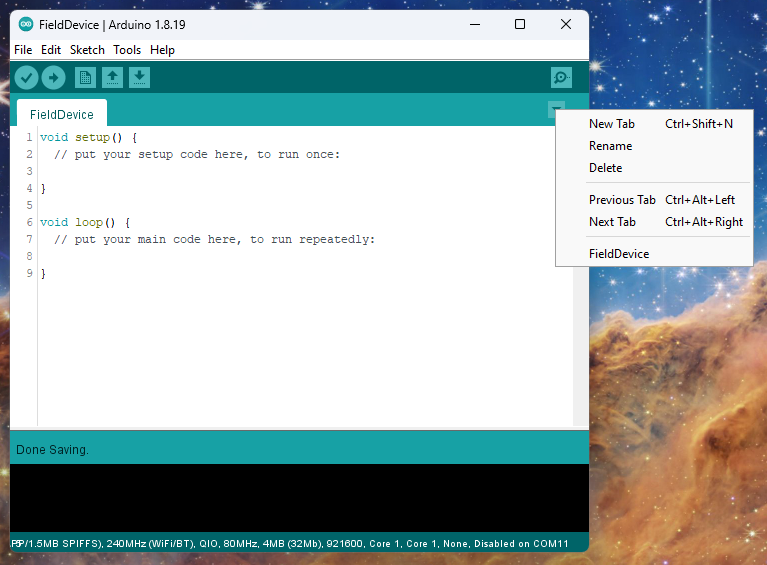 FieldDevice | Arduino 1.8.19
File Edit Sketch Tools Help
FieldDevice
1 void setup() {
2 // put your setup code here, to run once:
3
4 }
5
6 void loop() {
7 // put your main code here, to run repeatedly:
8
9 }
New Tab Ctrl+Shift+N
Rename
Delete
Previous Tab Ctrl+Alt+Left
Next Tab Ctrl+Alt+Right
FieldDevice
Done Saving.
/1.5MB SPIFFS), 240MHz (WiFi/BT), QIO, 80MHz, 4MB (32Mb), 921600, Core 1, Core 1, None, Disabled on COM11